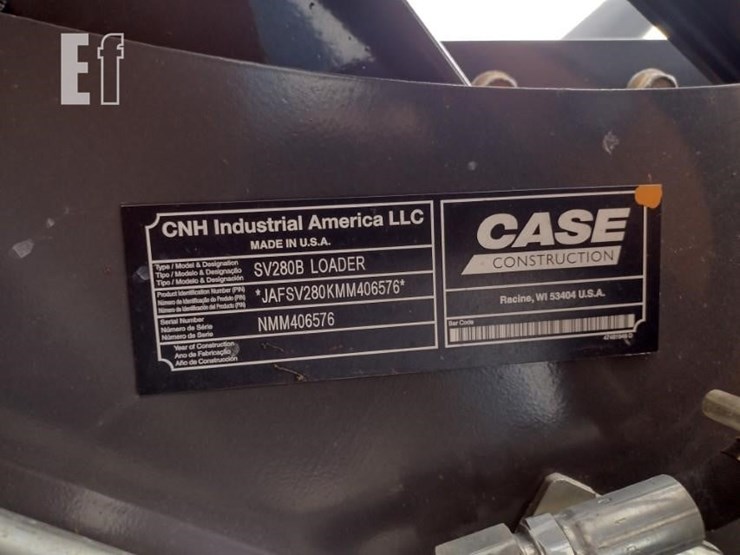 Ef
CNH Industrial America LLC
MADE IN U.S.A.
Type / Model & Designation
Tipo / Modelo & Designação
Tipo / Modelo & Designación
SV280B LOADER
Product Identification Number (PIN)
Número de Identificação do Produto (PIN)
Número de Identificación del Producto (PIN)
*JAFSV280KMM406576*
Serial Number
Número de Série
Número de Serie
NMM406576
Year of Construction
Ano de Fabricação
Año de Construcción
CASE
CONSTRUCTION
Racine, WI 53404 U.S.A.
Bar Code